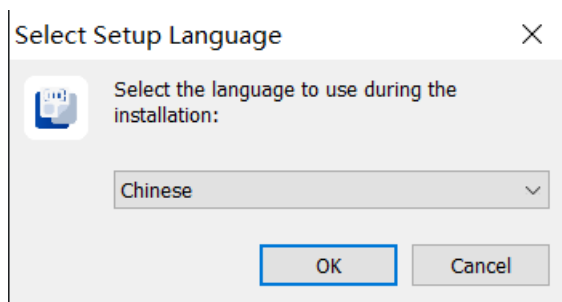 Select Setup Language
Select the language to use during the
installation:
Chinese
OK
Cancel